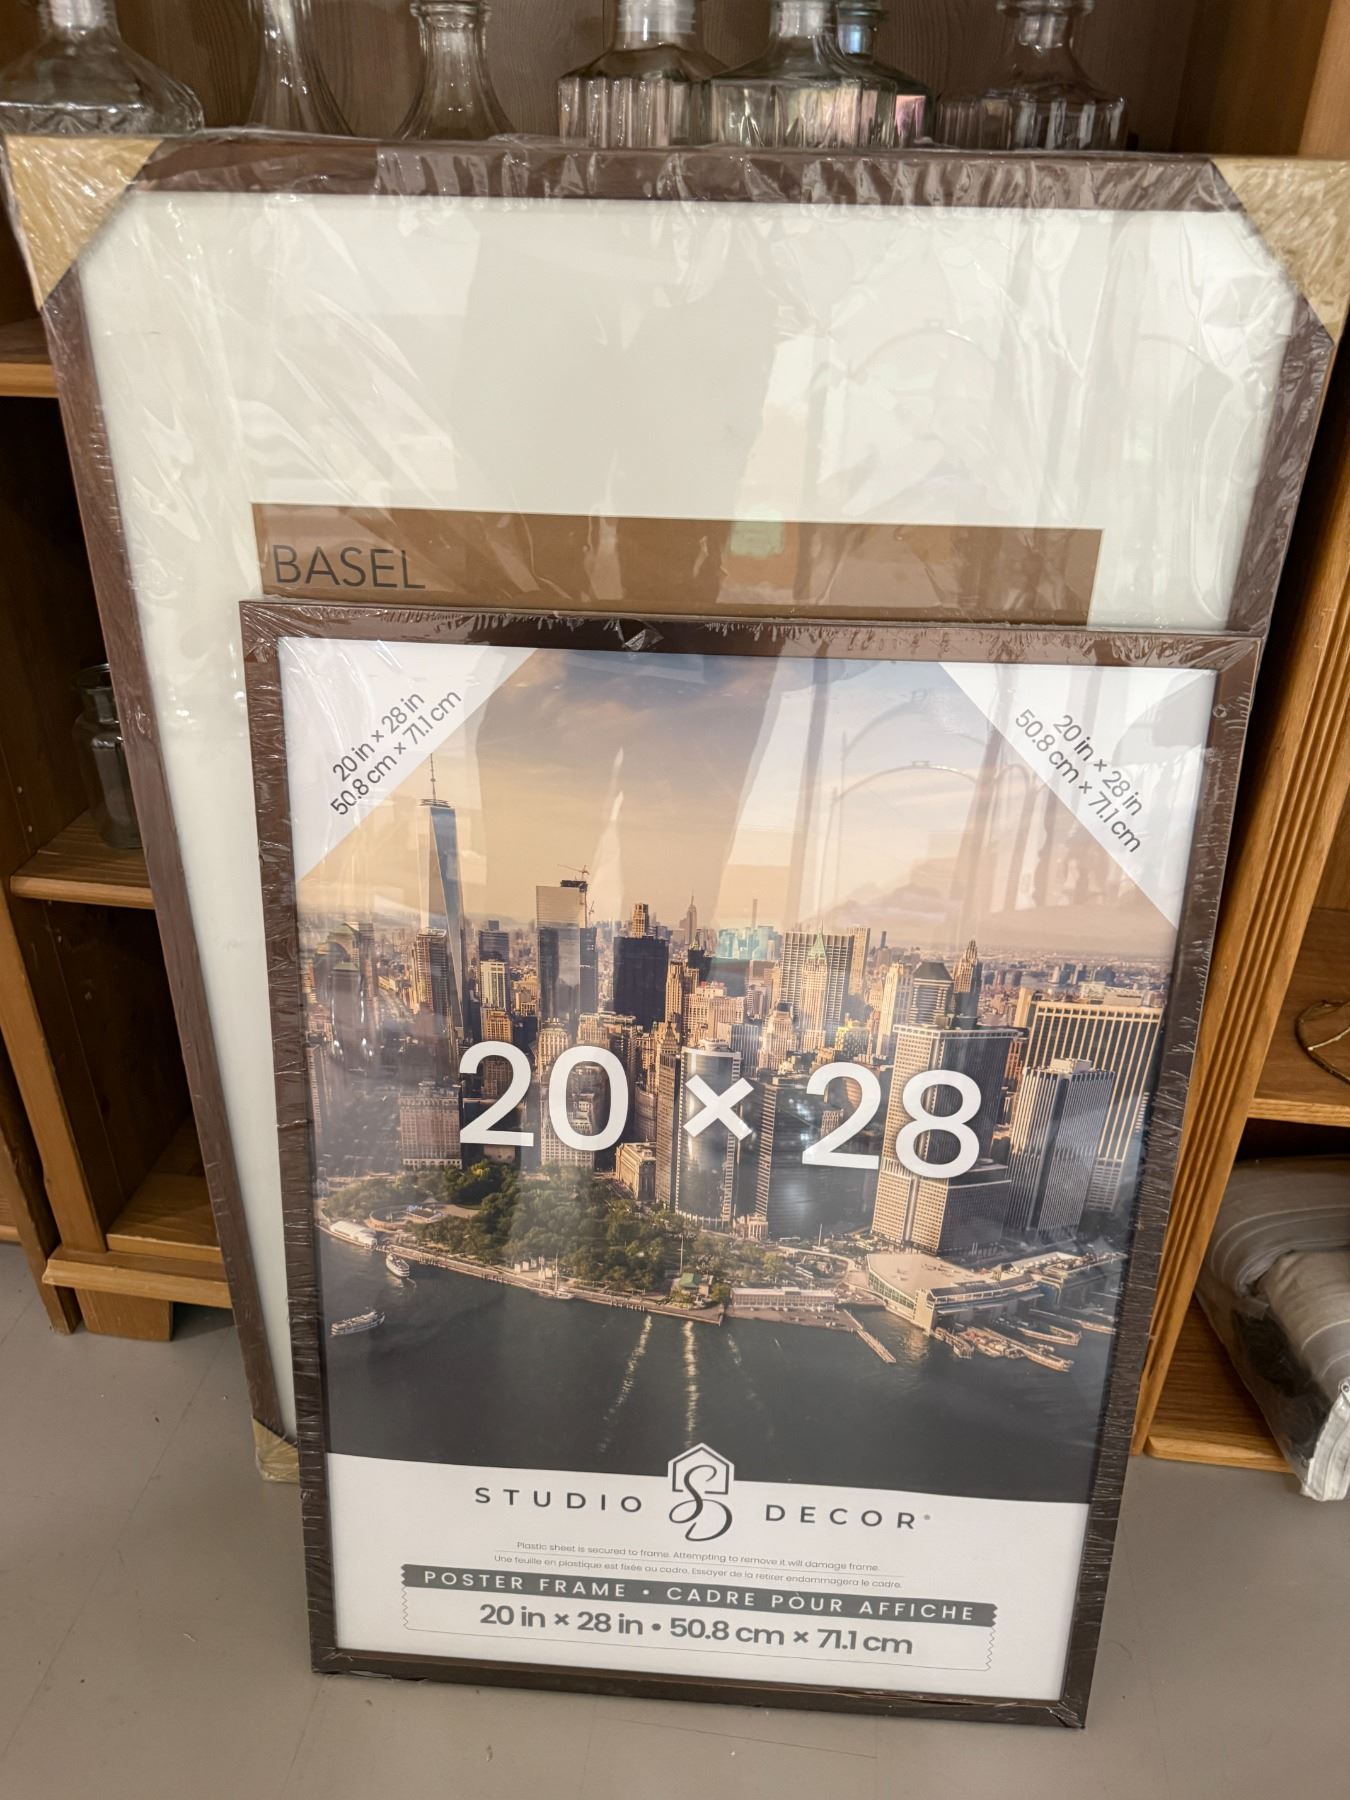 BASEL
20 in × 28 in
50.8 cm × 71.1 cm
20 in × 28 in
50.8 cm × 71.1 cm
20 × 28
STUDIO SD DECOR®
Plastic sheet is secured to frame. Attempting to remove it will damage frame.
Une feuille en plastique est fixée au cadre. Essayer de la retirer endommagera le cadre.
POSTER FRAME • CADRE POUR AFFICHE
20 in × 28 in • 50.8 cm × 71.1 cm